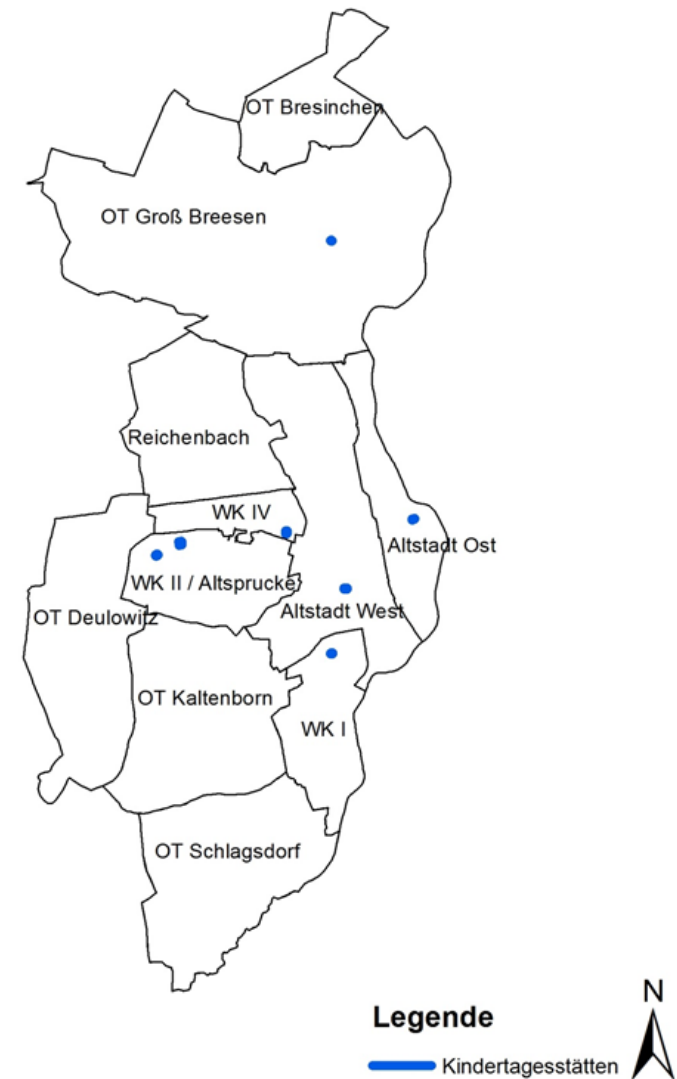 OT Bresinchen
OT Groß Breesen
Reichenbach
WK IV
Altstadt Ost
WK II / Altsprucke
Altstadt West
OT Deulowitz
OT Kaltenborn
WK I
OT Schlagsdorf
N
Legende
Kindertagesstätten